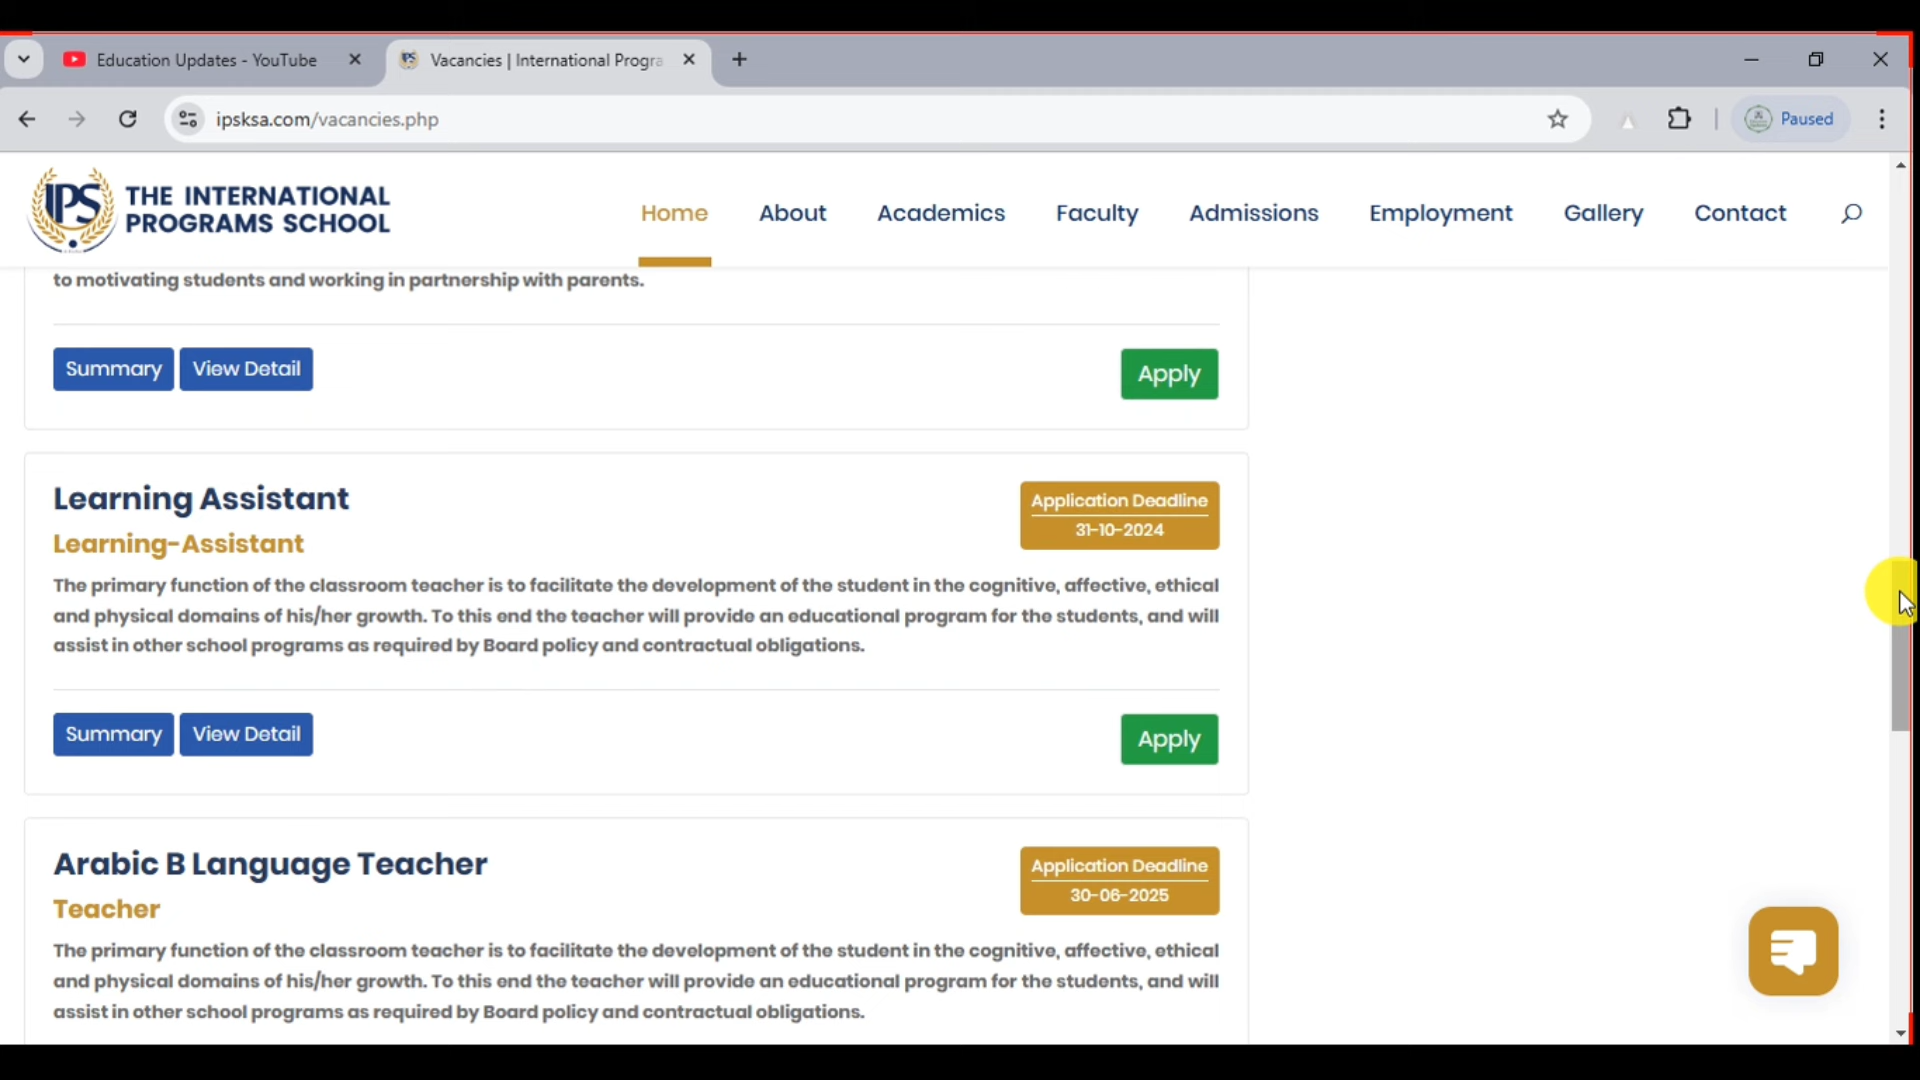 Education Updates - YouTube
Vacancies | International Progra
ipsksa.com/vacancies.php
Paused
IPS
THE INTERNATIONAL
PROGRAMS SCHOOL
Home
About
Academics
Faculty
Admissions
Employment
Gallery
Contact
to motivating students and working in partnership with parents.
Summary
View Detail
Apply
Learning Assistant
Application Deadline
31-10-2024
Learning-Assistant
The primary function of the classroom teacher is to facilitate the development of the student in the cognitive, affective, ethical
and physical domains of his/her growth. To this end the teacher will provide an educational program for the students, and will
assist in other school programs as required by Board policy and contractual obligations.
Summary
View Detail
Apply
Arabic B Language Teacher
Application Deadline
30-06-2025
Teacher
The primary function of the classroom teacher is to facilitate the development of the student in the cognitive, affective, ethical
and physical domains of his/her growth. To this end the teacher will provide an educational program for the students, and will
assist in other school programs as required by Board policy and contractual obligations.